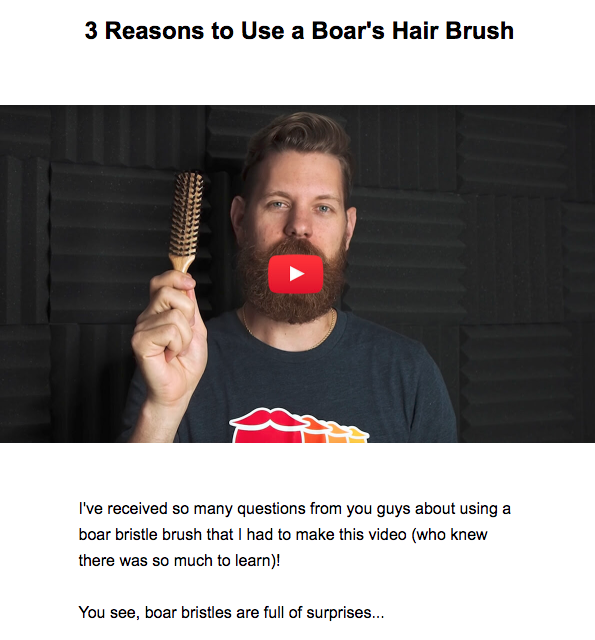 3 Reasons to Use a Boar's Hair Brush
I've received so many questions from you guys about using a
boar bristle brush that I had to make this video (who knew
there was so much to learn)!
You see, boar bristles are full of surprises...